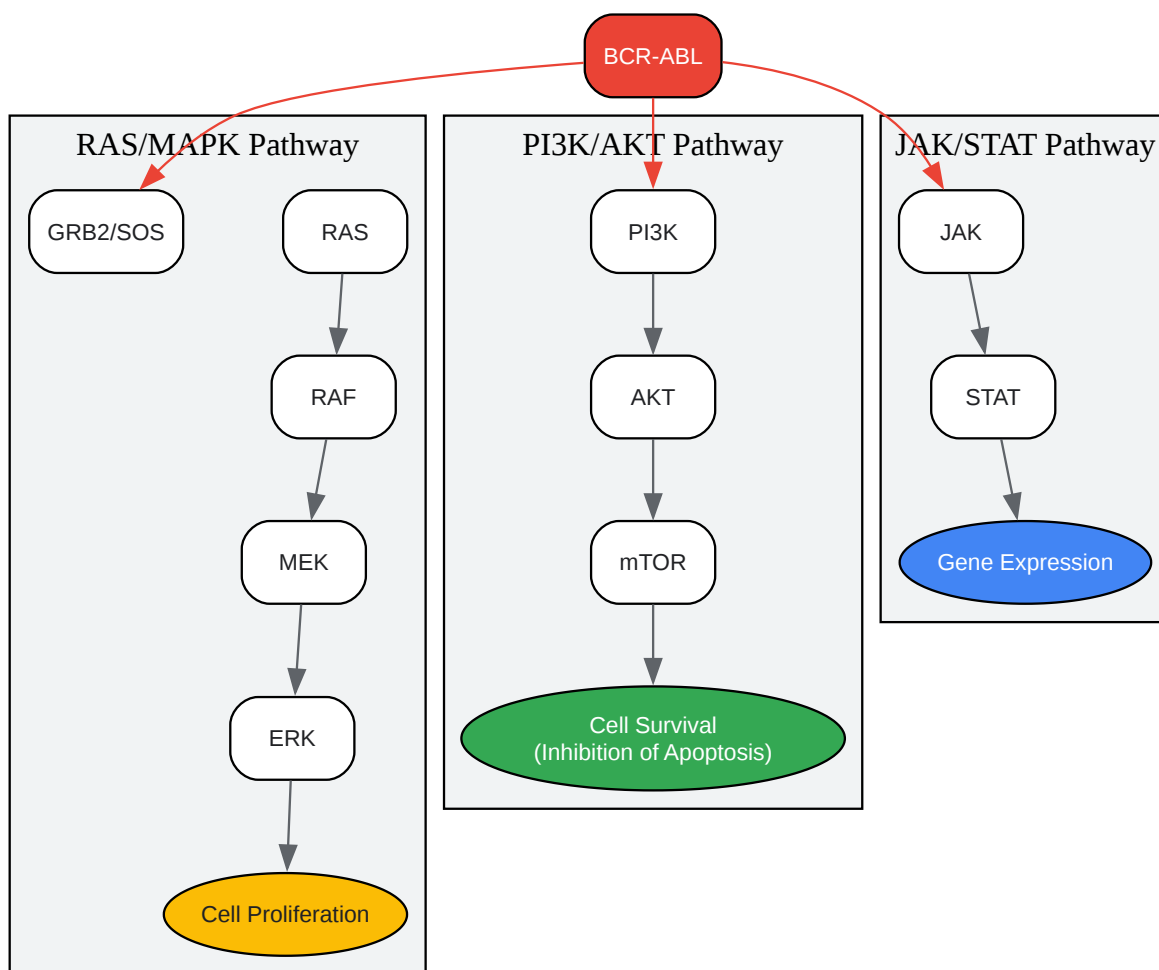 BCR-ABL
RAS/MAPK Pathway
GRB2/SOS
RAS
RAF
MEK
ERK
Cell Proliferation
PI3K/AKT Pathway
PI3K
AKT
mTOR
Cell Survival
(Inhibition of Apoptosis)
JAK/STAT Pathway
JAK
STAT
Gene Expression